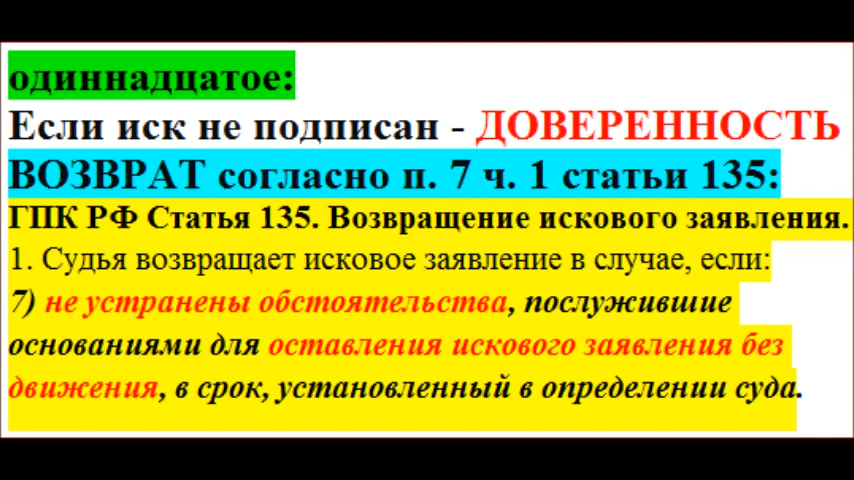 одиннадцатое:
Если иск не подписан - ДОВЕРЕННОСТЬ
ВОЗВРАТ согласно п. 7 ч. 1 статьи 135:
ГПК РФ Статья 135. Возвращение искового заявления.
1. Судья возвращает исковое заявление в случае, если:
7) не устранены обстоятельства, послужившие
основаниями для оставления искового заявления без
движения, в срок, установленный в определении суда.